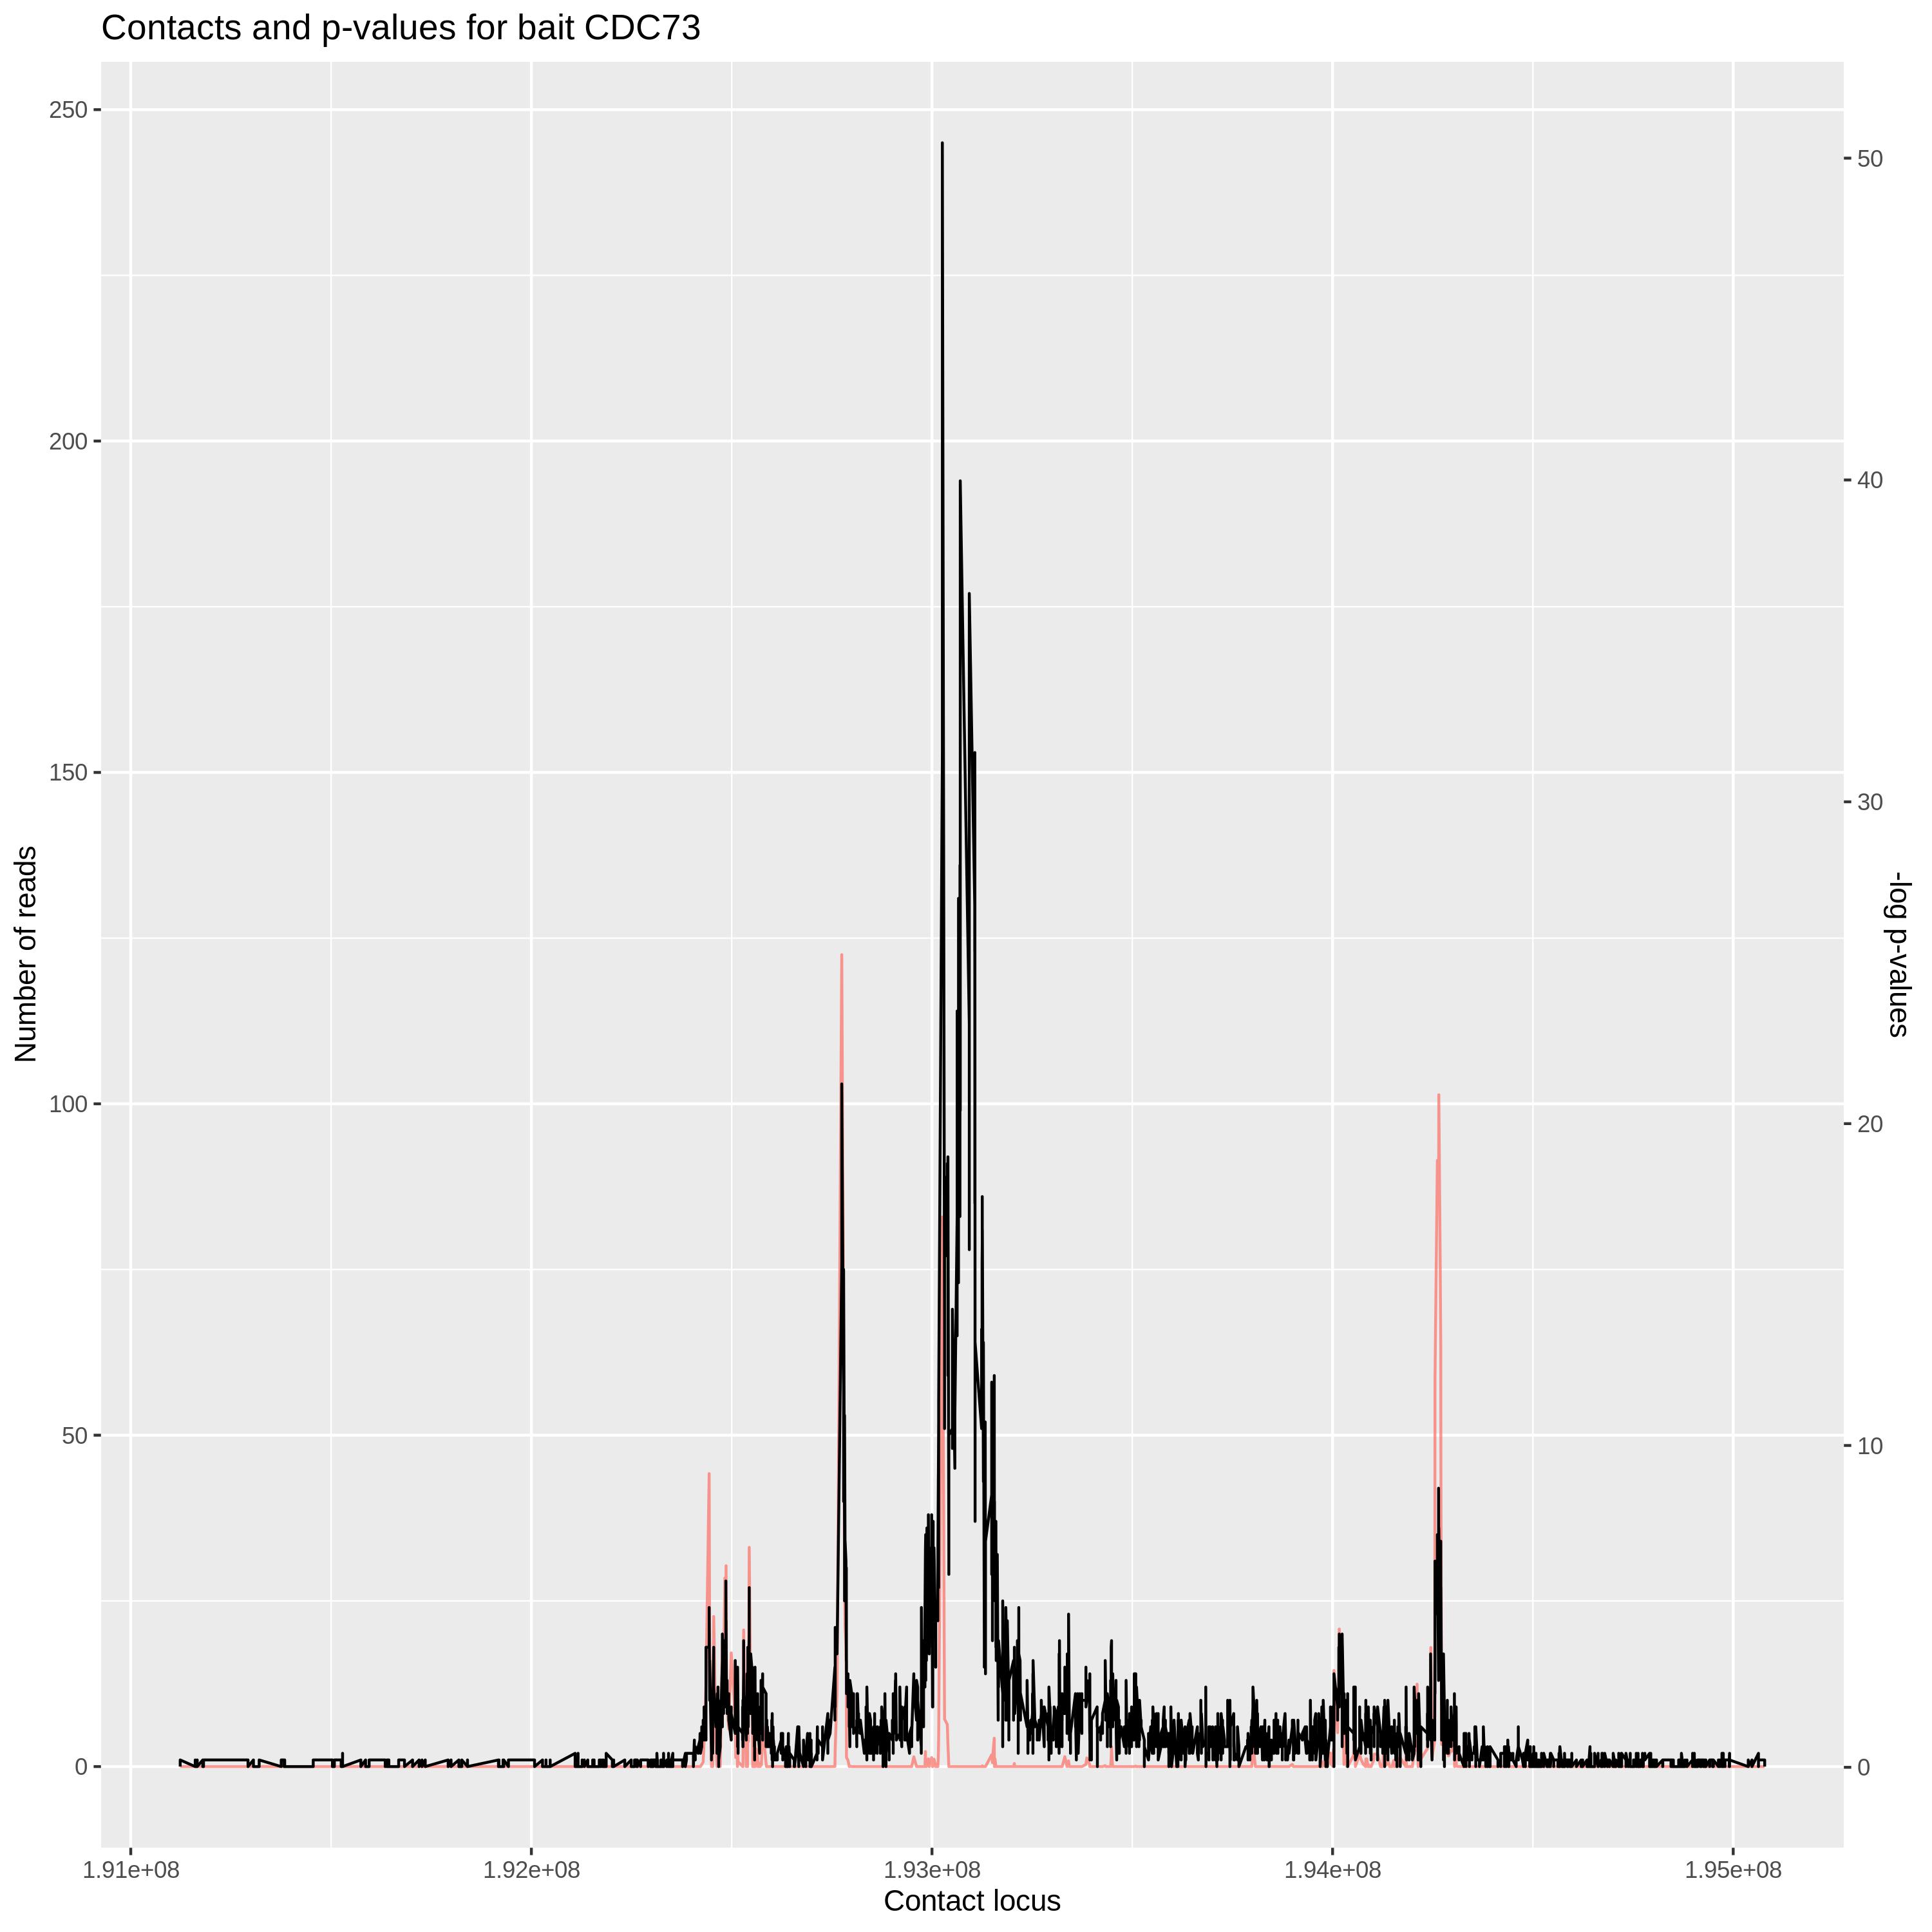 Contacts and p-values for bait CDC73
250
200
150
100
50
0
Number of reads
50
40
30
20
10
0
-log p-values
1.91e+08
1.92e+08
1.93e+08
1.94e+08
1.95e+08
Contact locus